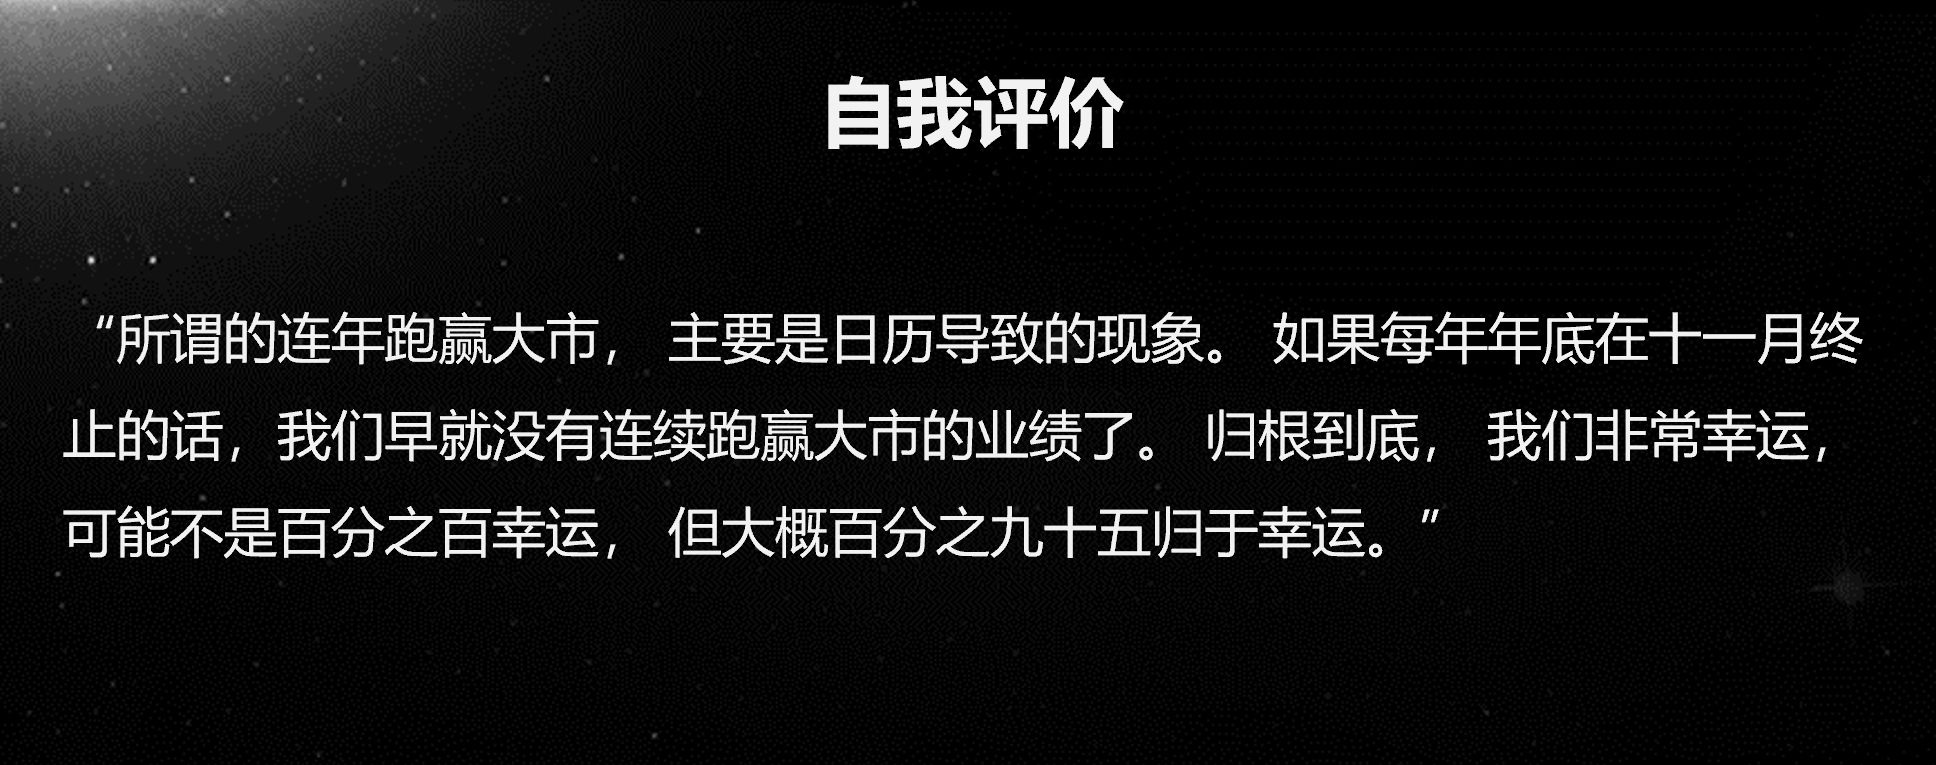 自我评价
“所谓的连年跑赢大市， 主要是日历导致的现象。 如果每年年底在十一月终
止的话，我们早就没有连续跑赢大市的业绩了。 归根到底， 我们非常幸运，
可能不是百分之百幸运， 但大概百分之九十五归于幸运。”